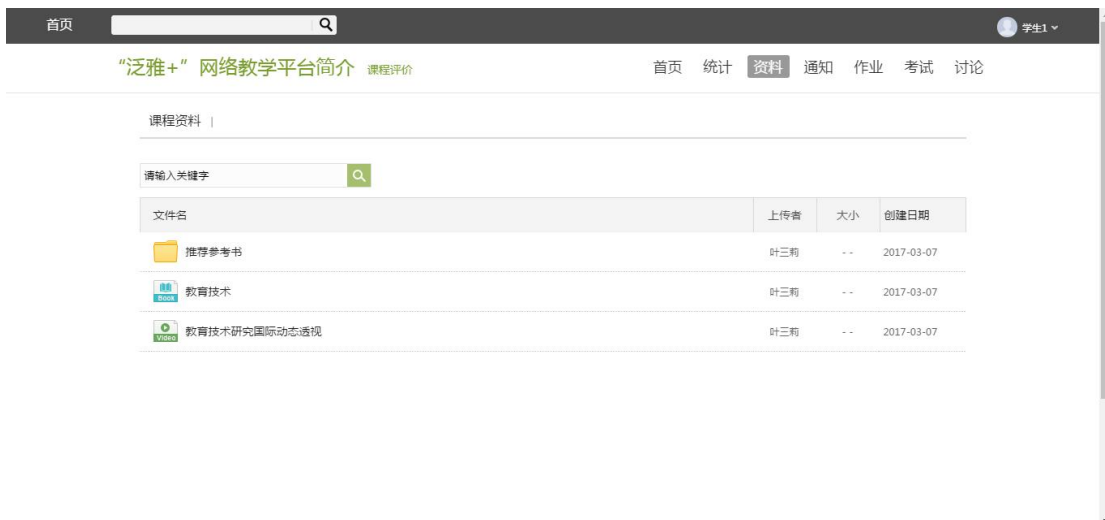 首页 学生1
“泛雅+”网络教学平台简介 课程评价 首页 统计 资料 通知 作业 考试 讨论
课程资料 |
请输入关键字
文件名 上传者 大小 创建日期
推荐参考书 叶三莉 - - 2017-03-07
Book 教育技术 叶三莉 - - 2017-03-07
Video 教育技术研究国际动态透视 叶三莉 - - 2017-03-07